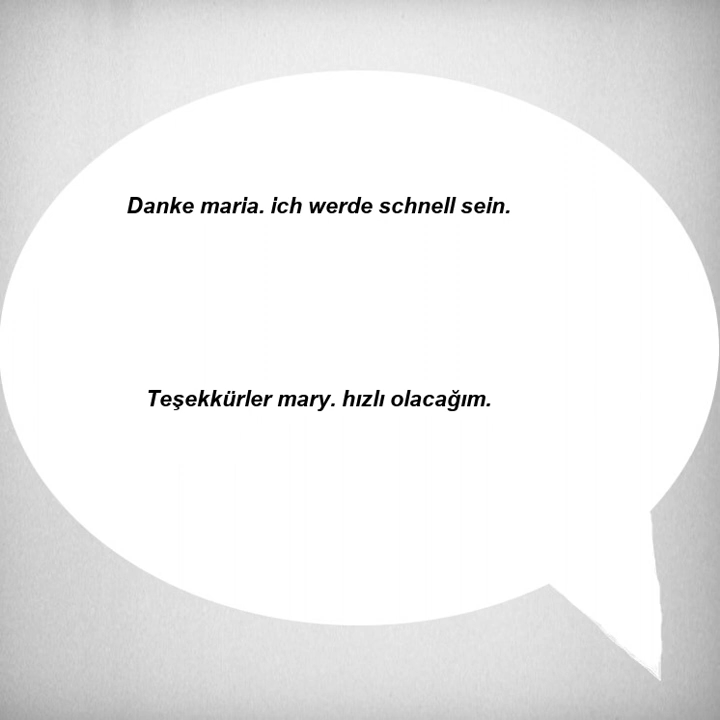 Danke maria. ich werde schnell sein.
Teşekkürler mary. hızlı olacağım.